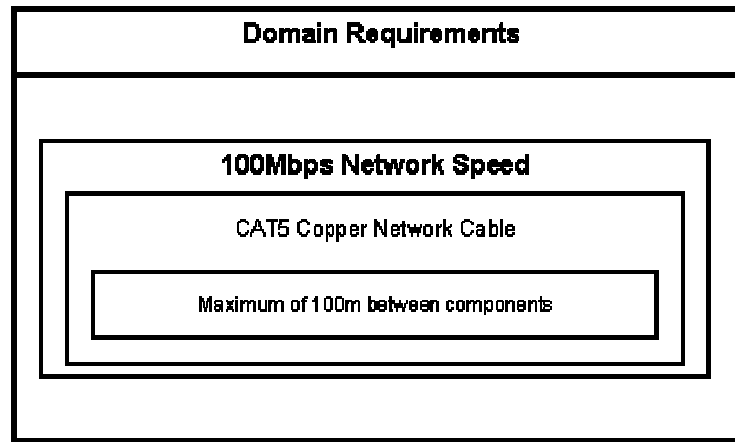 Domain Requirements
100Mbps Network Speed
CAT5 Copper Network Cable
Maximum of 100m between components